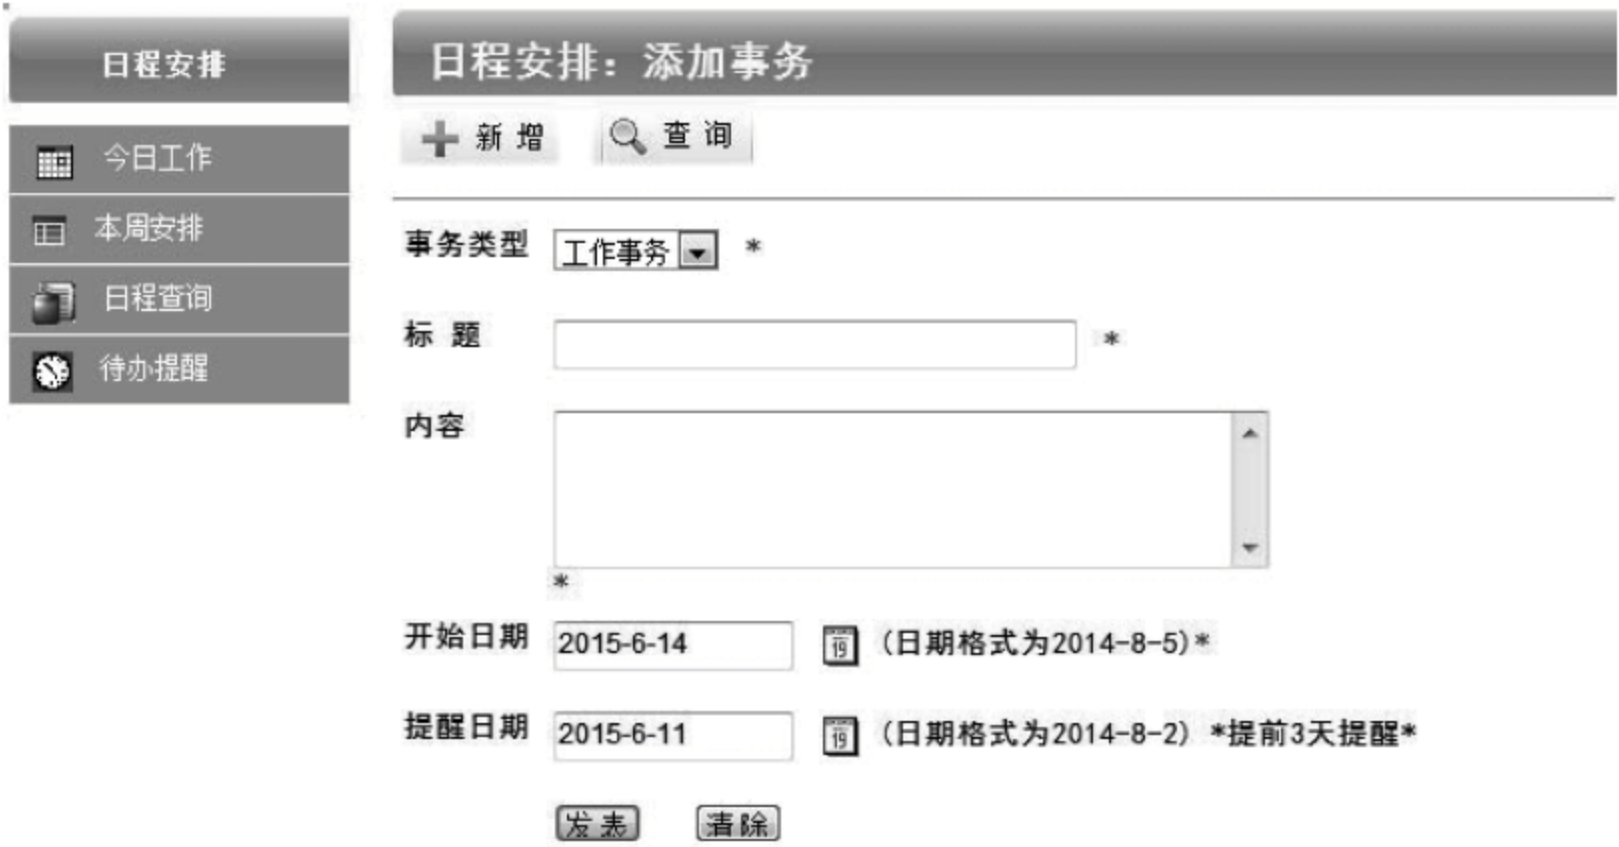 日程安排
今日工作
本周安排
日程查询
待办提醒
日程安排：添加事务
新 增 查 询
事务类型 工作事务 *
标 题 *
内容
*
开始日期 2015-6-14 19 (日期格式为2014-8-5)*
提醒日期 2015-6-11 19 (日期格式为2014-8-2) *提前3天提醒*
发表 清除